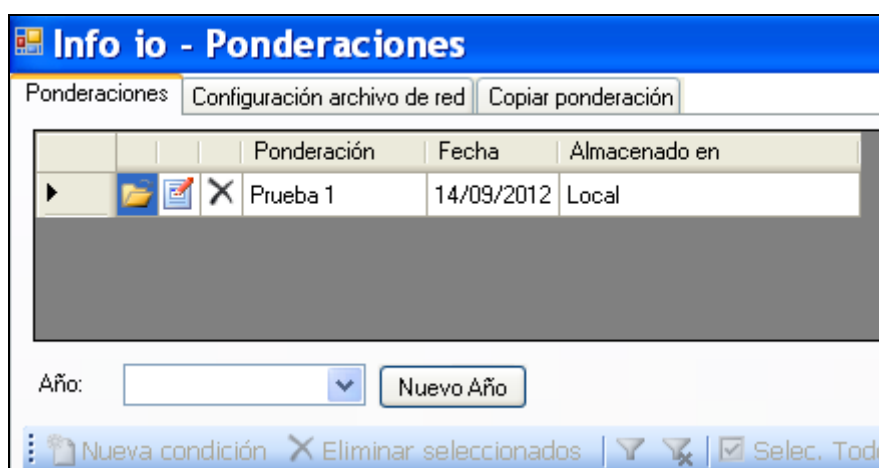 Info io - Ponderaciones
Ponderaciones Configuración archivo de red Copiar ponderación
Ponderación Fecha Almacenado en
Prueba 1 14/09/2012 Local
Año: Nuevo Año
Nueva condición Eliminar seleccionados Selec.